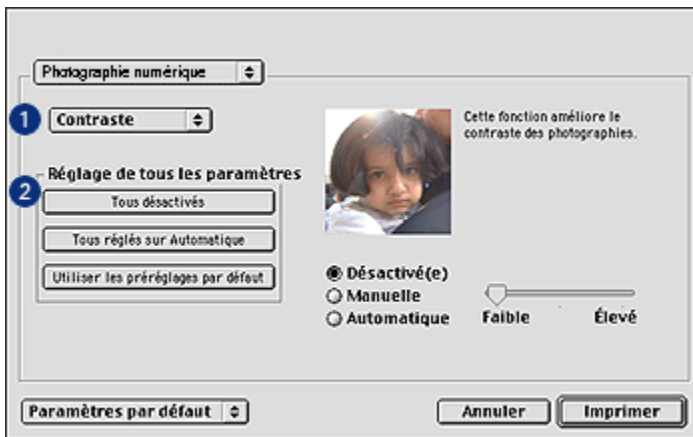 Photographie numérique
1
Contraste
Cette fonction améliore le
contraste des photographies.
Réglage de tous les paramètres
2
Tous désactivés
Tous réglés sur Automatique
Utiliser les préréglages par défaut
Désactivé(e)
Manuelle
Automatique
Faible
Élevé
Paramètres par défaut
Annuler
Imprimer